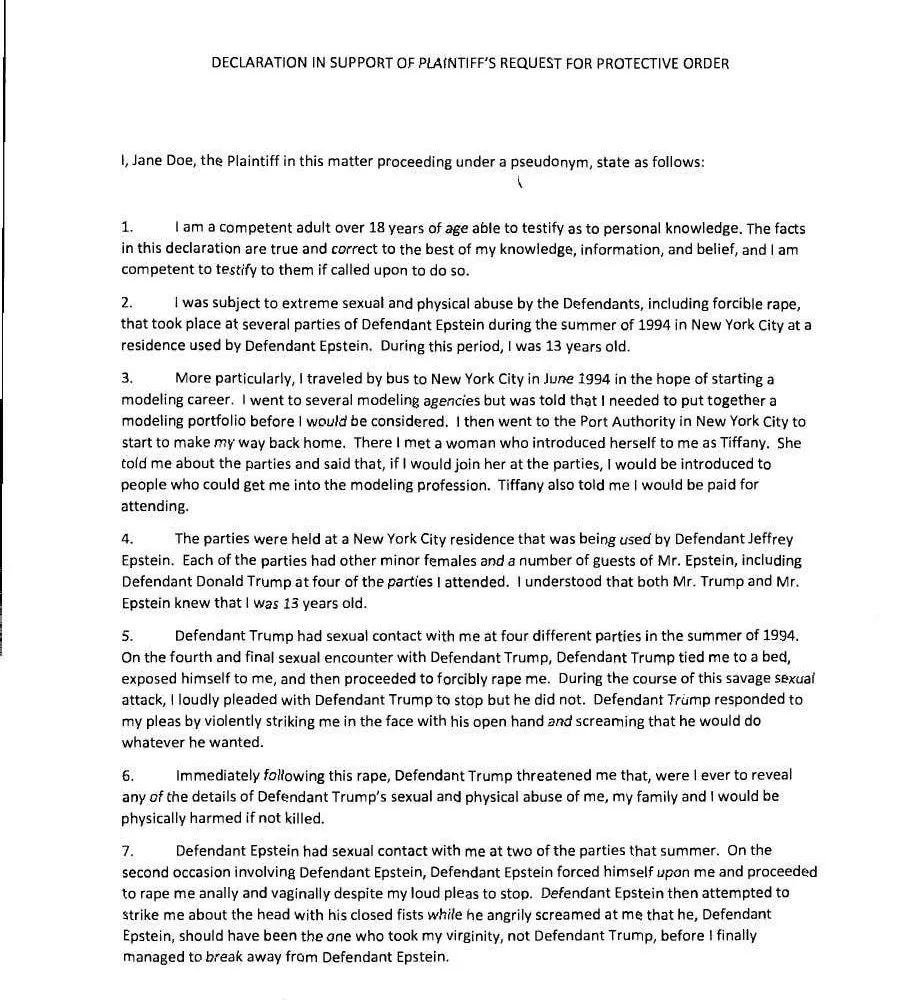 DECLARATION IN SUPPORT OF PLAINTIFF'S REQUEST FOR PROTECTIVE ORDER
I, Jane Doe, the Plaintiff in this matter proceeding under a pseudonym, state as follows:
1. I am a competent adult over 18 years of age able to testify as to personal knowledge. The facts
in this declaration are true and correct to the best of my knowledge, information, and belief, and I am
competent to testify to them if called upon to do so.
2. I was subject to extreme sexual and physical abuse by the Defendants, including forcible rape,
that took place at several parties of Defendant Epstein during the summer of 1994 in New York City at a
residence used by Defendant Epstein. During this period, I was 13 years old.
3. More particularly, I traveled by bus to New York City in June 1994 in the hope of starting a
modeling career. I went to several modeling agencies but was told that I needed to put together a
modeling portfolio before I would be considered. I then went to the Port Authority in New York City to
start to make my way back home. There I met a woman who introduced herself to me as Tiffany. She
told me about the parties and said that, if I would join her at the parties, I would be introduced to
people who could get me into the modeling profession. Tiffany also told me I would be paid for
attending.
4. The parties were held at a New York City residence that was being used by Defendant Jeffrey
Epstein. Each of the parties had other minor females and a number of guests of Mr. Epstein, including
Defendant Donald Trump at four of the parties I attended. I understood that both Mr. Trump and Mr.
Epstein knew that I was 13 years old.
5. Defendant Trump had sexual contact with me at four different parties in the summer of 1994.
On the fourth and final sexual encounter with Defendant Trump, Defendant Trump tied me to a bed,
exposed himself to me, and then proceeded to forcibly rape me. During the course of this savage sexual
attack, I loudly pleaded with Defendant Trump to stop but he did not. Defendant Trump responded to
my pleas by violently striking me in the face with his open hand and screaming that he would do
whatever he wanted.
6. Immediately following this rape, Defendant Trump threatened me that, were I ever to reveal
any of the details of Defendant Trump's sexual and physical abuse of me, my family and I would be
physically harmed if not killed.
7. Defendant Epstein had sexual contact with me at two of the parties that summer. On the
second occasion involving Defendant Epstein, Defendant Epstein forced himself upon me and proceeded
to rape me anally and vaginally despite my loud pleas to stop. Defendant Epstein then attempted to
strike me about the head with his closed fists while he angrily screamed at me that he, Defendant
Epstein, should have been the one who took my virginity, not Defendant Trump, before I finally
managed to break away from Defendant Epstein.